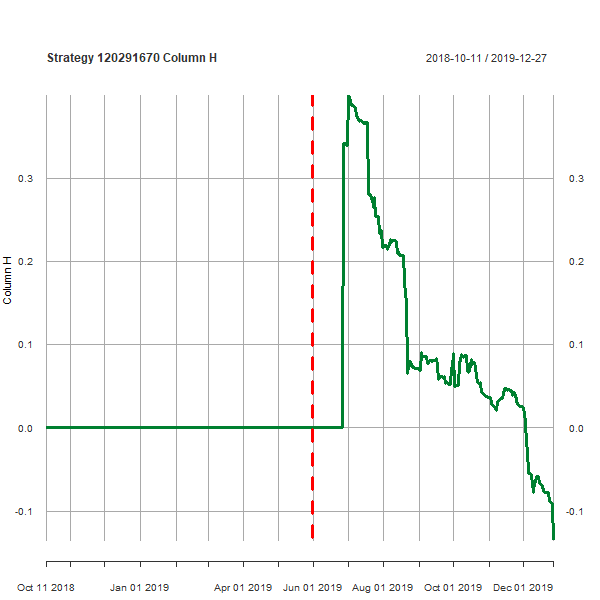 Strategy 120291670 Column H 2018-10-11 / 2019-12-27
0.3 0.3
0.2 0.2
Column H
0.1 0.1
0.0 0.0
-0.1 -0.1
Oct 11 2018 Jan 01 2019 Apr 01 2019 Jun 01 2019 Aug 01 2019 Oct 01 2019 Dec 01 2019